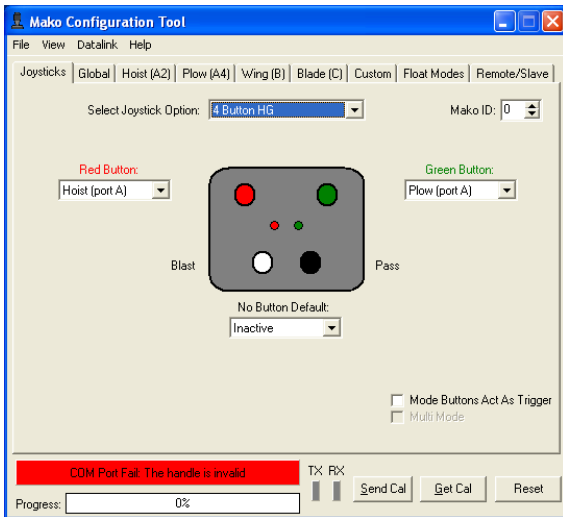 Mako Configuration Tool
File View Datalink Help
Joysticks Global Hoist (A2) Plow (A4) Wing (B) Blade (C) Custom Float Modes Remote/Slave
Select Joystick Option: 4 Button HG Mako ID: 0
Red Button: Green Button:
Hoist (port A) Plow (port A)
Blast Pass
No Button Default:
Inactive
Mode Buttons Act As Trigger
Multi Mode
COM Port Fail: The handle is invalid TX RX
Send Cal Get Cal Reset
Progress: 0%